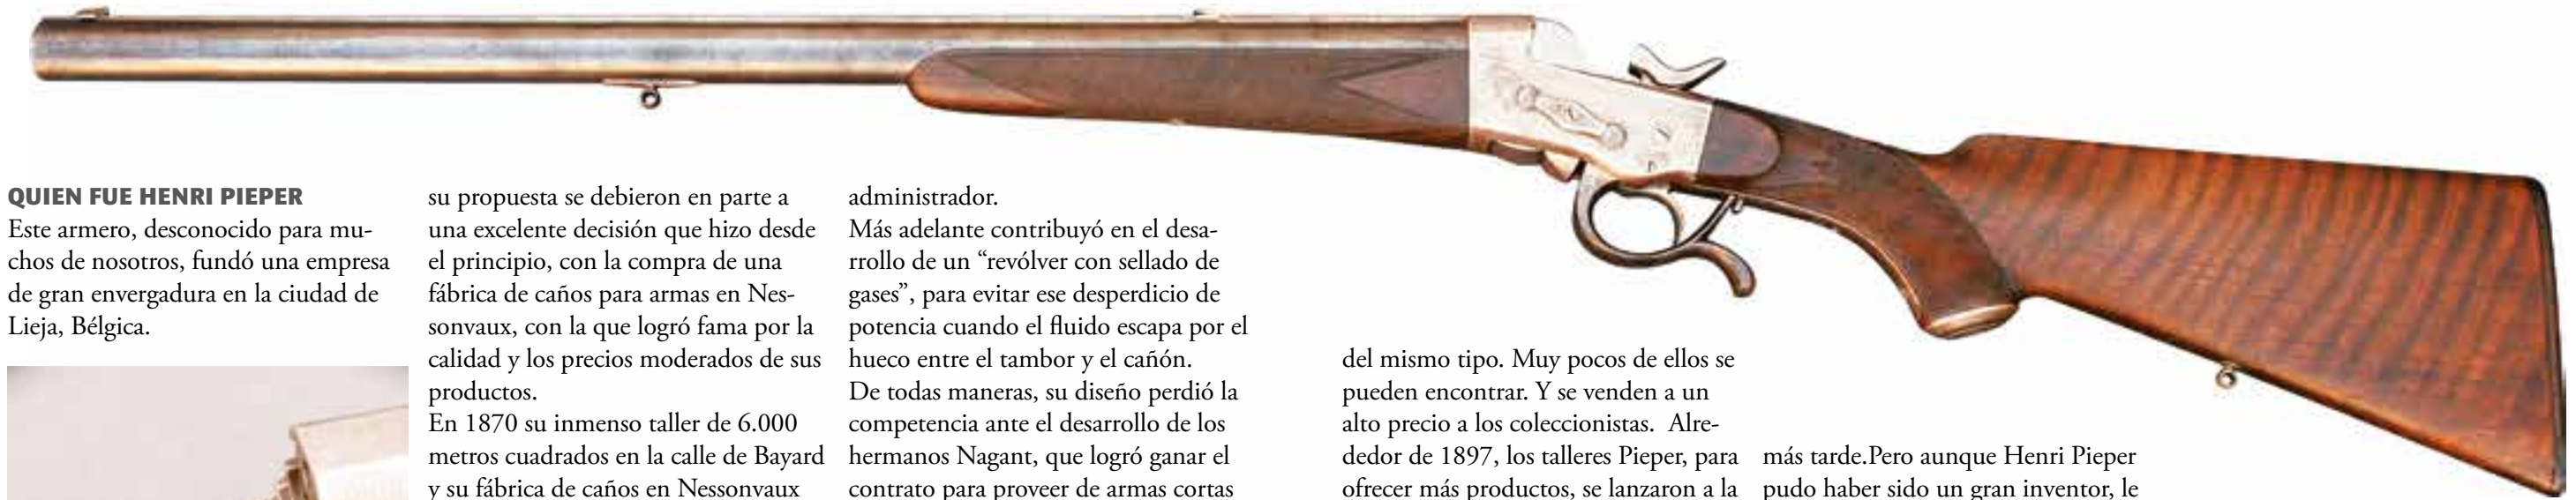 QUIEN FUE HENRI PIEPER
Este armero, desconocido para mu-
chos de nosotros, fundó una empresa
de gran envergadura en la ciudad de
Lieja, Bélgica.
su propuesta se debieron en parte a
una excelente decisión que hizo desde
el principio, con la compra de una
fábrica de caños para armas en Nes-
sonvaux, con la que logró fama por la
calidad y los precios moderados de sus
productos.
En 1870 su inmenso taller de 6.000
metros cuadrados en la calle de Bayard
y su fábrica de caños en Nessonvaux
administrador.
Más adelante contribuyó en el desa-
rrollo de un “revólver con sellado de
gases”, para evitar ese desperdicio de
potencia cuando el fluido escapa por el
hueco entre el tambor y el cañón.
De todas maneras, su diseño perdió la
competencia ante el desarrollo de los
hermanos Nagant, que logró ganar el
contrato para proveer de armas cortas
del mismo tipo. Muy pocos de ellos se
pueden encontrar. Y se venden a un
alto precio a los coleccionistas.  Alre-
dedor de 1897, los talleres Pieper, para
ofrecer más productos, se lanzaron a la
más tarde.Pero aunque Henri Pieper
pudo haber sido un gran inventor, le